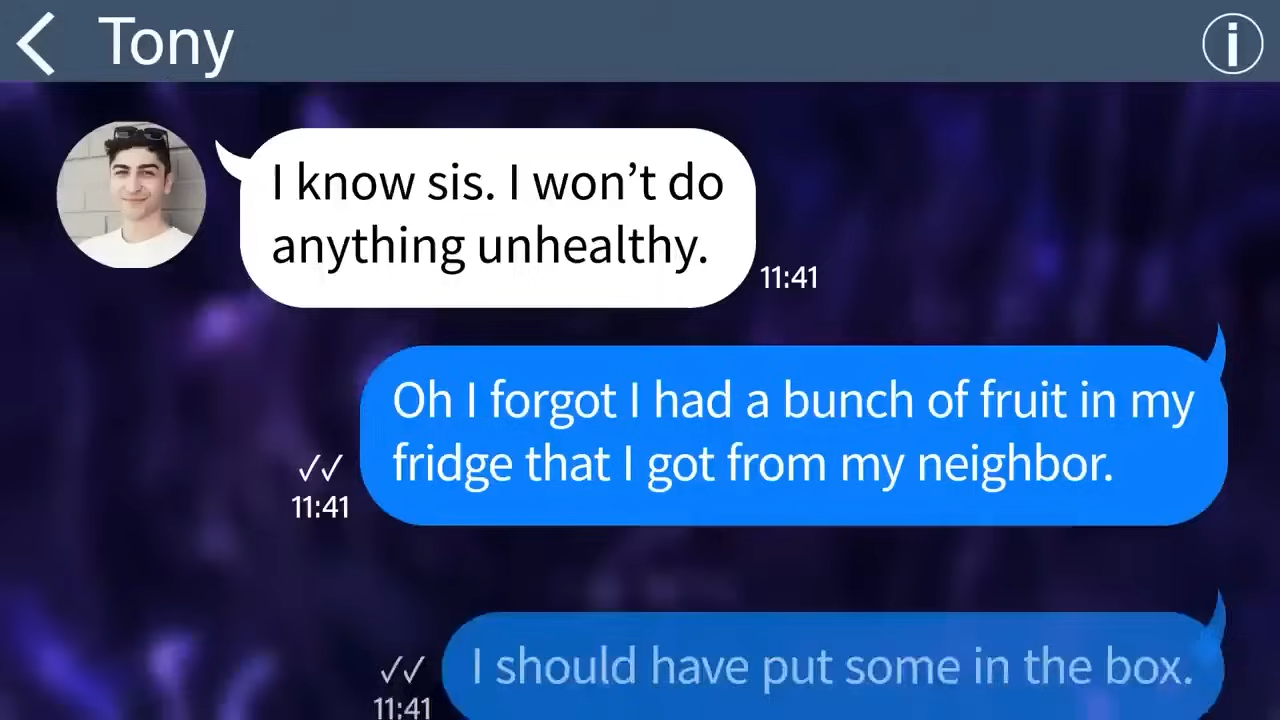 Tony
I know sis. I won’t do
anything unhealthy.
11:41
Oh I forgot I had a bunch of fruit in my
fridge that I got from my neighbor.
11:41
I should have put some in the box.
11:41